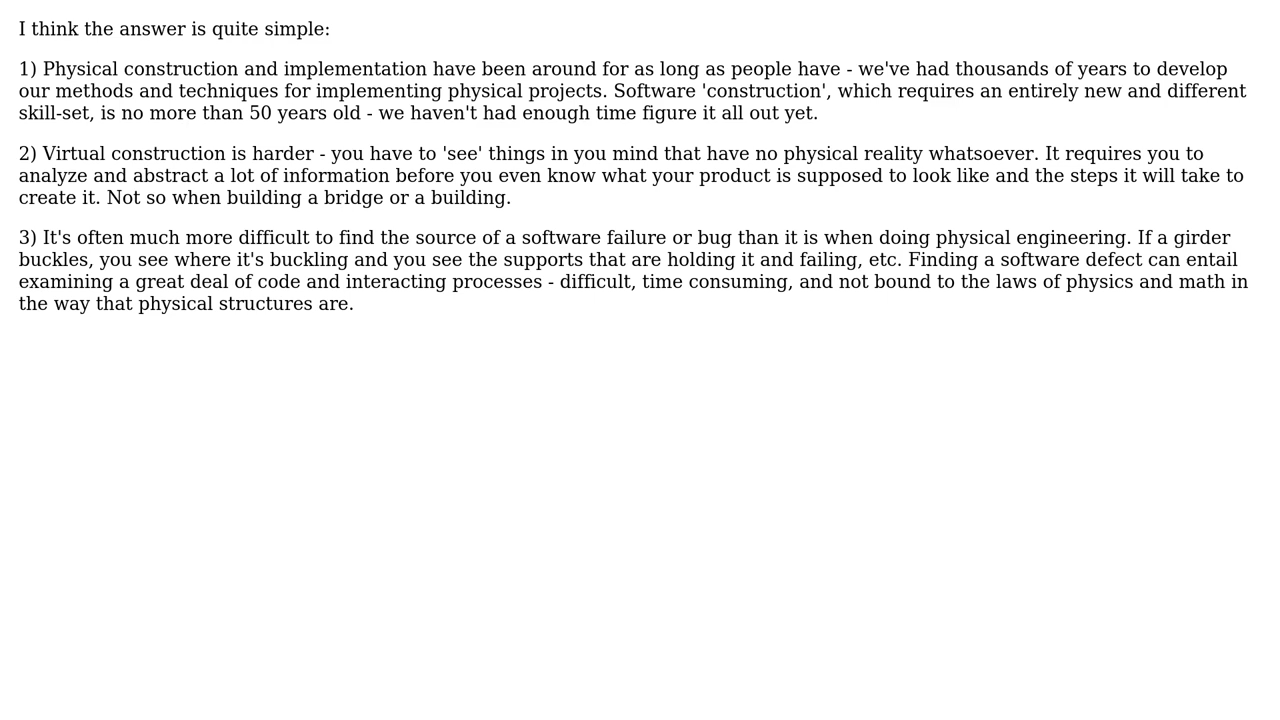 I think the answer is quite simple:
1) Physical construction and implementation have been around for as long as people have - we've had thousands of years to develop
our methods and techniques for implementing physical projects. Software 'construction', which requires an entirely new and different
skill-set, is no more than 50 years old - we haven't had enough time figure it all out yet.
2) Virtual construction is harder - you have to 'see' things in you mind that have no physical reality whatsoever. It requires you to
analyze and abstract a lot of information before you even know what your product is supposed to look like and the steps it will take to
create it. Not so when building a bridge or a building.
3) It's often much more difficult to find the source of a software failure or bug than it is when doing physical engineering. If a girder
buckles, you see where it's buckling and you see the supports that are holding it and failing, etc. Finding a software defect can entail
examining a great deal of code and interacting processes - difficult, time consuming, and not bound to the laws of physics and math in
the way that physical structures are.